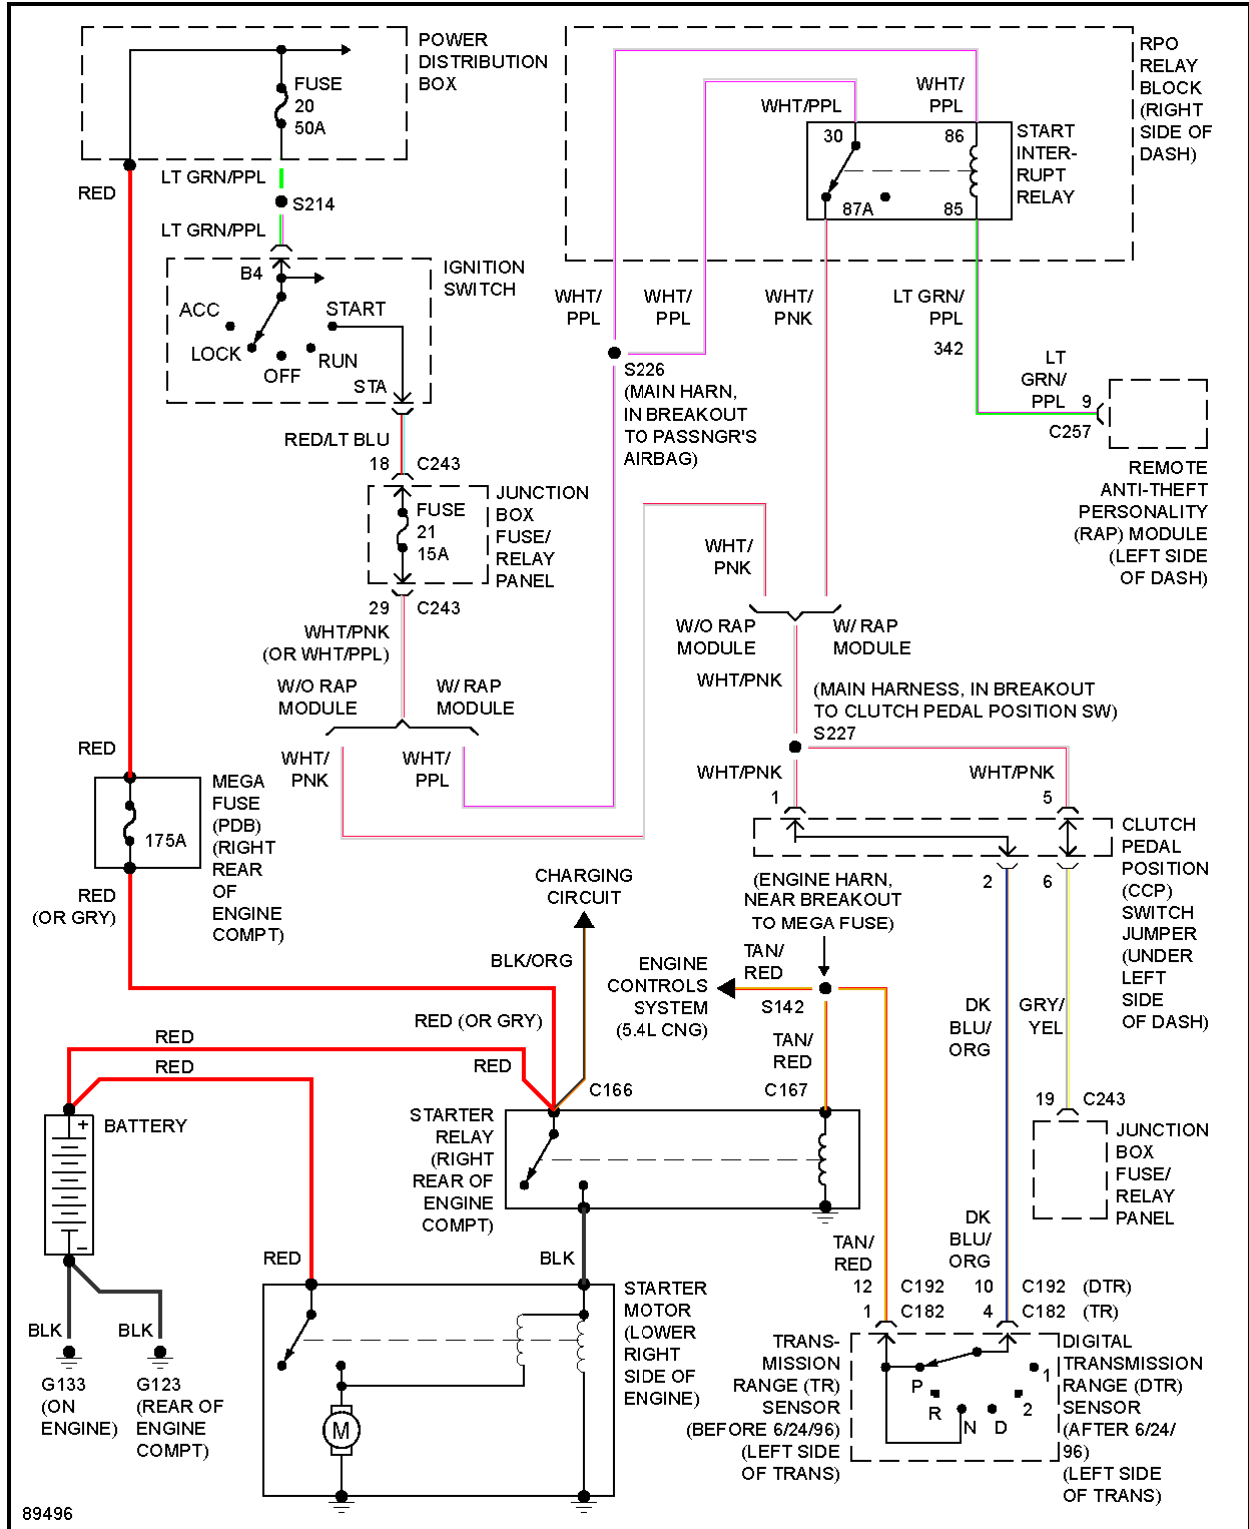 POWER
DISTRIBUTION
BOX
FUSE
20
50A
RED
LT GRN/PPL
S214
LT GRN/PPL
B4
IGNITION
SWITCH
ACC
START
LOCK
RUN
OFF
STA
RED/LT BLU
18
C243
JUNCTION
BOX
FUSE/
RELAY
PANEL
FUSE
21
15A
29
C243
WHT/PNK
(OR WHT/PPL)
W/O RAP
MODULE
W/ RAP
MODULE
WHT/
PNK
WHT/
PPL
RPO
RELAY
BLOCK
(RIGHT
SIDE OF
DASH)
WHT/PPL
WHT/
PPL
30
86
87A
85
START
INTER-
RUPT
RELAY
WHT/
PPL
WHT/
PPL
WHT/
PNK
LT GRN/
PPL
342
S226
(MAIN HARN,
IN BREAKOUT
TO PASSNGR'S
AIRBAG)
LT
GRN/
PPL
9
C257
REMOTE
ANTI-THEFT
PERSONALITY
(RAP) MODULE
(LEFT SIDE
OF DASH)
WHT/
PNK
W/O RAP
MODULE
W/ RAP
MODULE
WHT/PNK
(MAIN HARNESS, IN BREAKOUT
TO CLUTCH PEDAL POSITION SW)
S227
WHT/PNK
WHT/PNK
1
5
2
6
CLUTCH
PEDAL
POSITION
(CCP)
SWITCH
JUMPER
(UNDER
LEFT
SIDE
OF DASH)
RED
MEGA
FUSE
(PDB)
(RIGHT
REAR
OF
ENGINE
COMPT)
175A
RED
(OR GRY)
CHARGING
CIRCUIT
BLK/ORG
(ENGINE HARN,
NEAR BREAKOUT
TO MEGA FUSE)
TAN/
RED
ENGINE
CONTROLS
SYSTEM
(5.4L CNG)
S142
TAN/
RED
DK
BLU/
ORG
GRY/
YEL
RED (OR GRY)
RED
RED
RED
C166
C167
19
C243
JUNCTION
BOX
FUSE/
RELAY
PANEL
BATTERY
+
−
STARTER
RELAY
(RIGHT
REAR OF
ENGINE
COMPT)
RED
BLK
TAN/
RED
DK
BLU/
ORG
12
C192
10
C192
(DTR)
1
C182
4
C182
(TR)
STARTER
MOTOR
(LOWER
RIGHT
SIDE OF
ENGINE)
M
BLK
BLK
G133
(ON
ENGINE)
G123
(REAR OF
ENGINE
COMPT)
TRANS-
MISSION
RANGE (TR)
SENSOR
(BEFORE 6/24/96)
(LEFT SIDE
OF TRANS)
P
R
N
D
2
1
DIGITAL
TRANSMISSION
RANGE (DTR)
SENSOR
(AFTER 6/24/
96)
(LEFT SIDE
OF TRANS)
89496